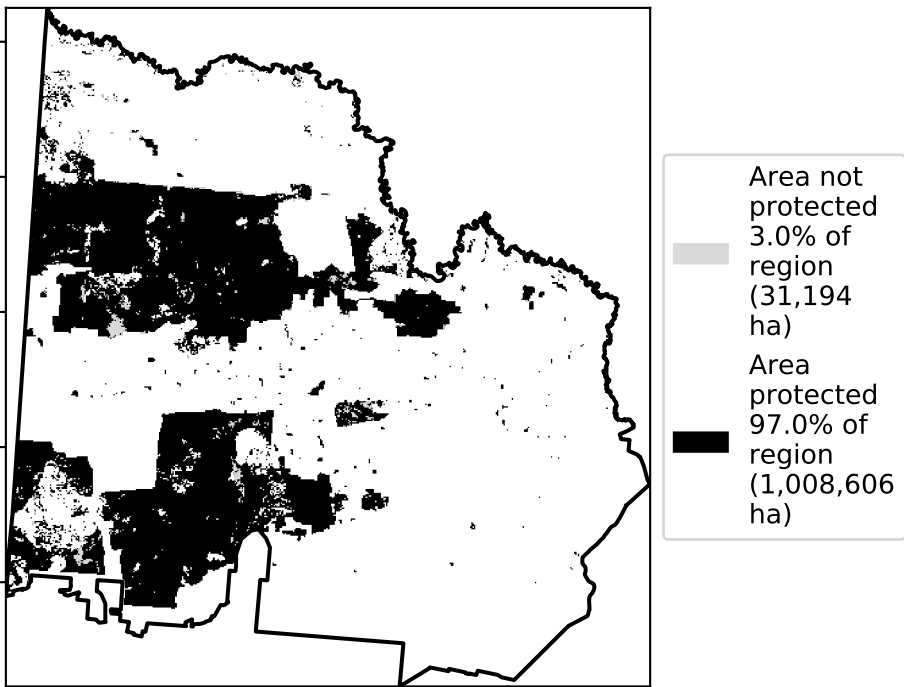 Area not
protected
3.0% of
region
(31,194
ha)
Area
protected
97.0% of
region
(1,008,606
ha)